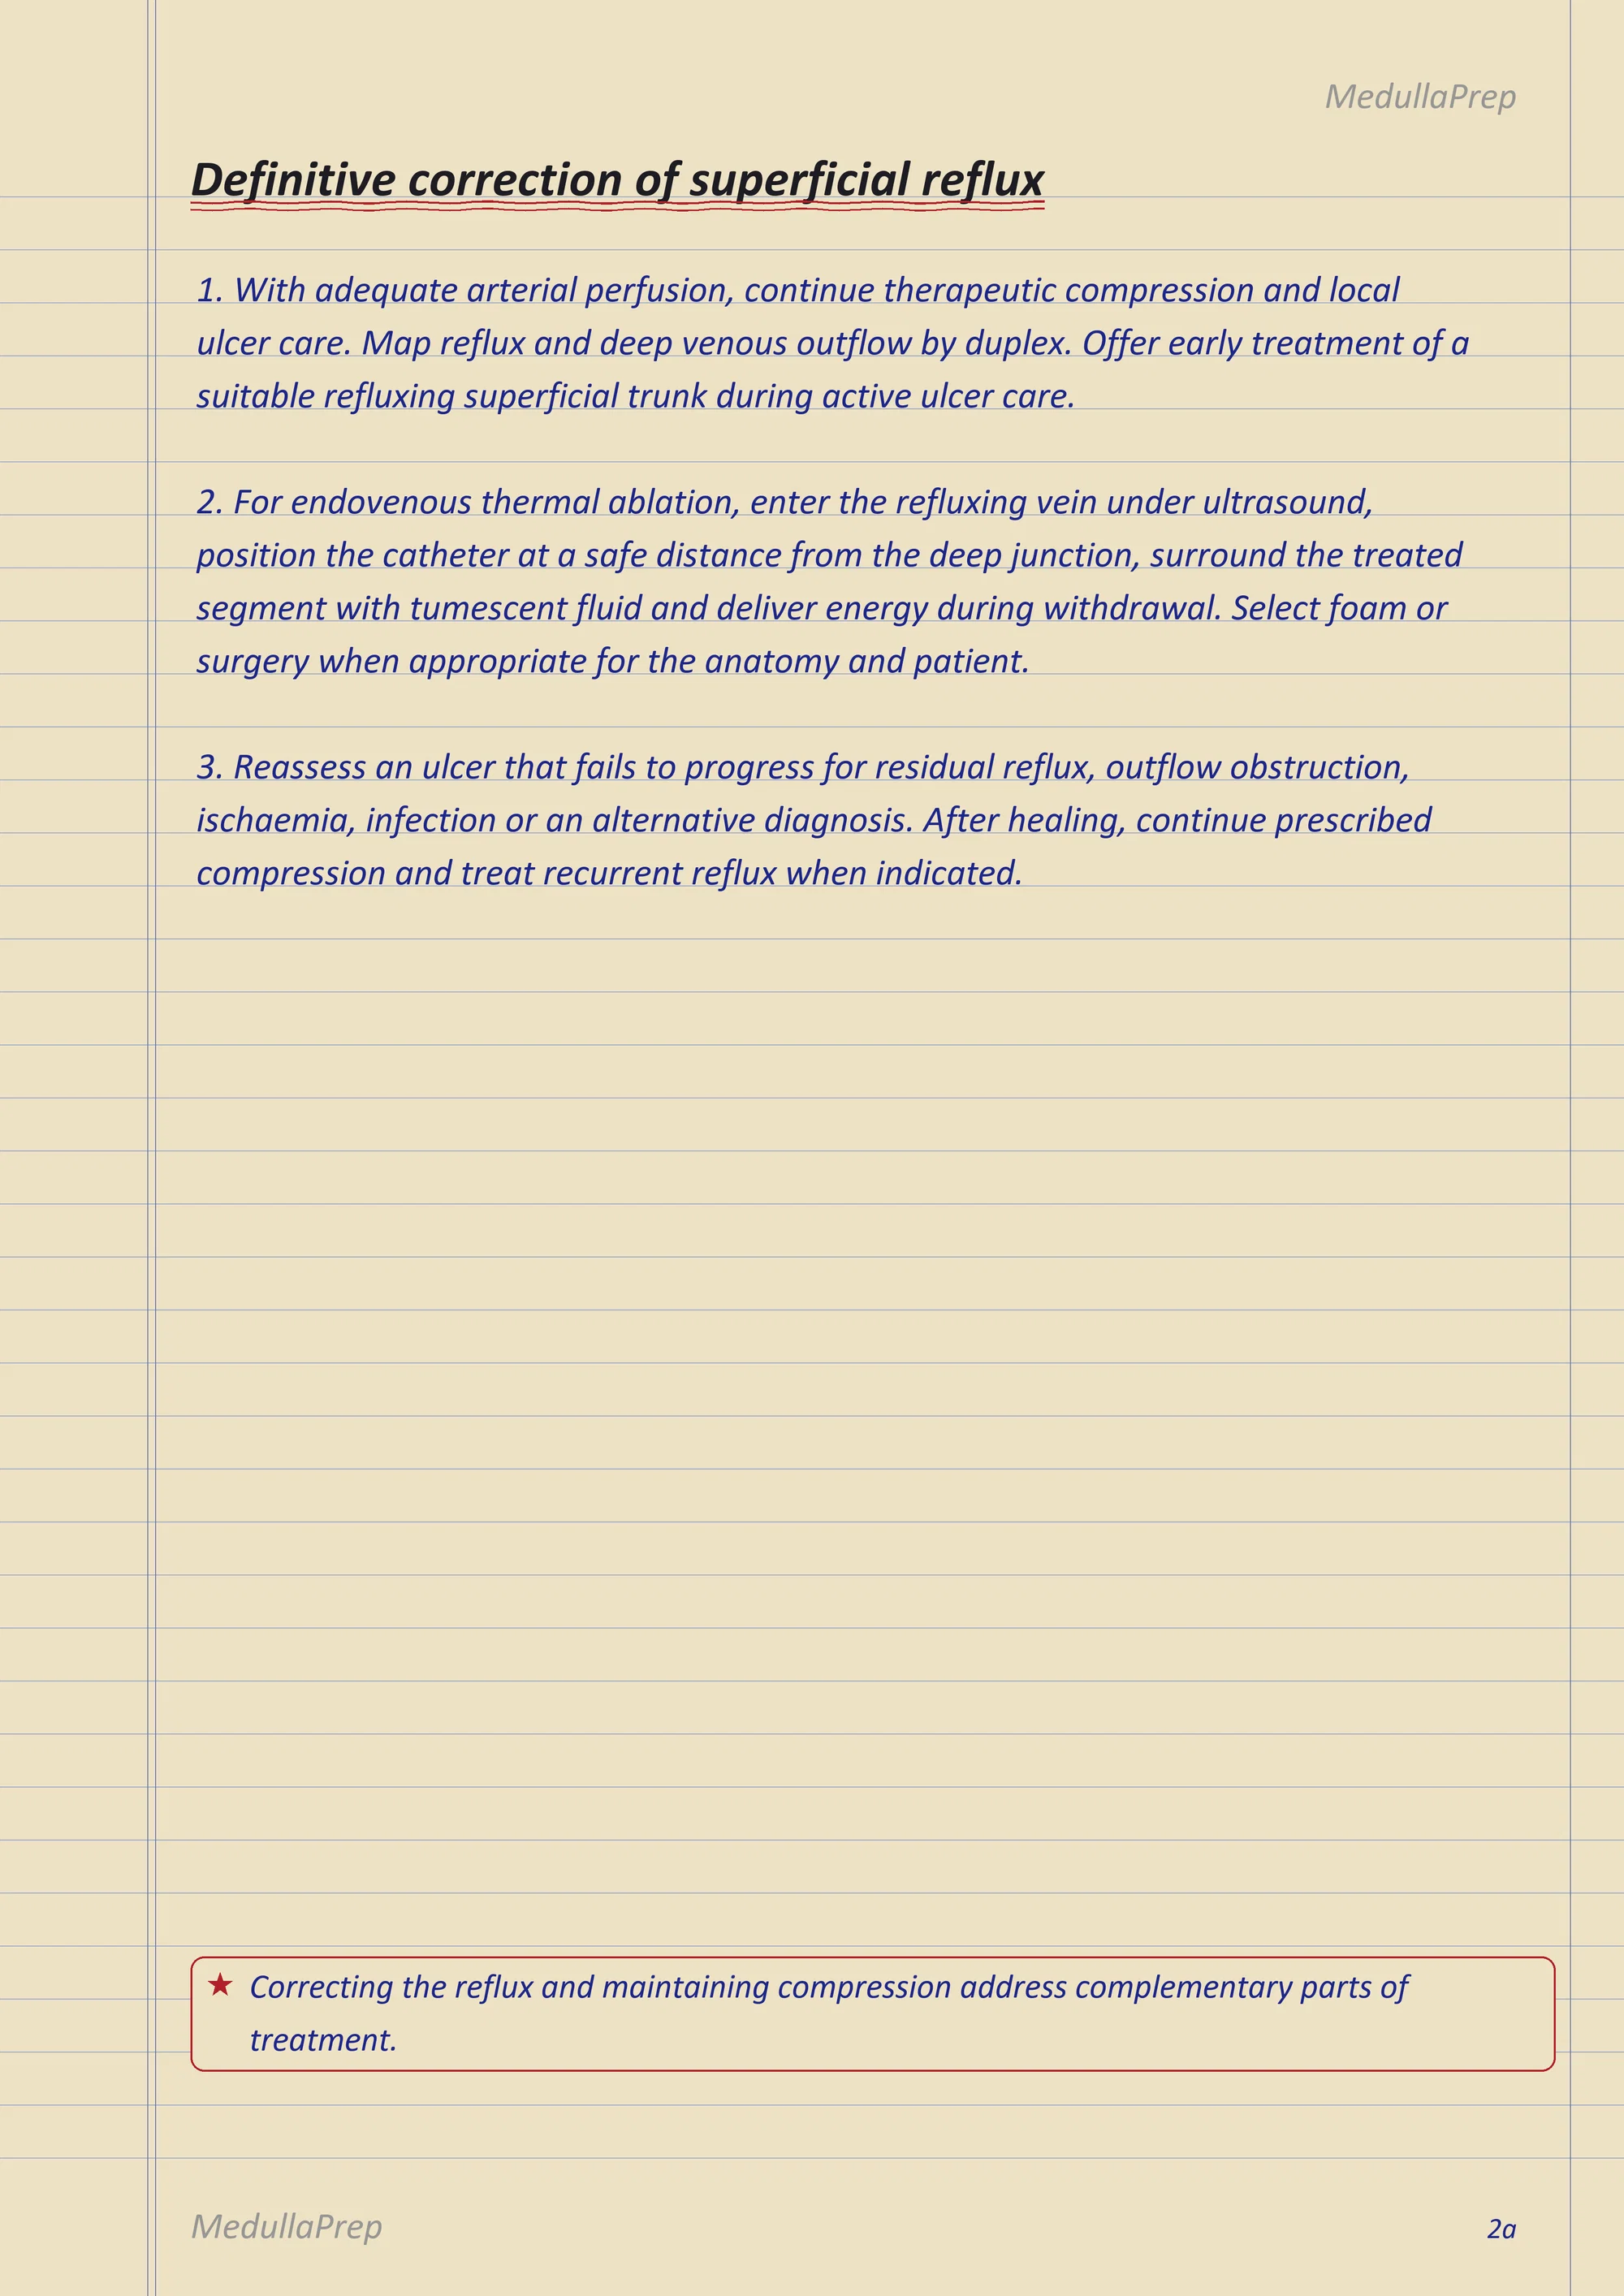 MedullaPrep
Definitive correction of superficial reflux
1. With adequate arterial perfusion, continue therapeutic compression and local
ulcer care. Map reflux and deep venous outflow by duplex. Offer early treatment of a
suitable refluxing superficial trunk during active ulcer care.
2. For endovenous thermal ablation, enter the refluxing vein under ultrasound,
position the catheter at a safe distance from the deep junction, surround the treated
segment with tumescent fluid and deliver energy during withdrawal. Select foam or
surgery when appropriate for the anatomy and patient.
3. Reassess an ulcer that fails to progress for residual reflux, outflow obstruction,
ischaemia, infection or an alternative diagnosis. After healing, continue prescribed
compression and treat recurrent reflux when indicated.
★ Correcting the reflux and maintaining compression address complementary parts of
treatment.
MedullaPrep
2a